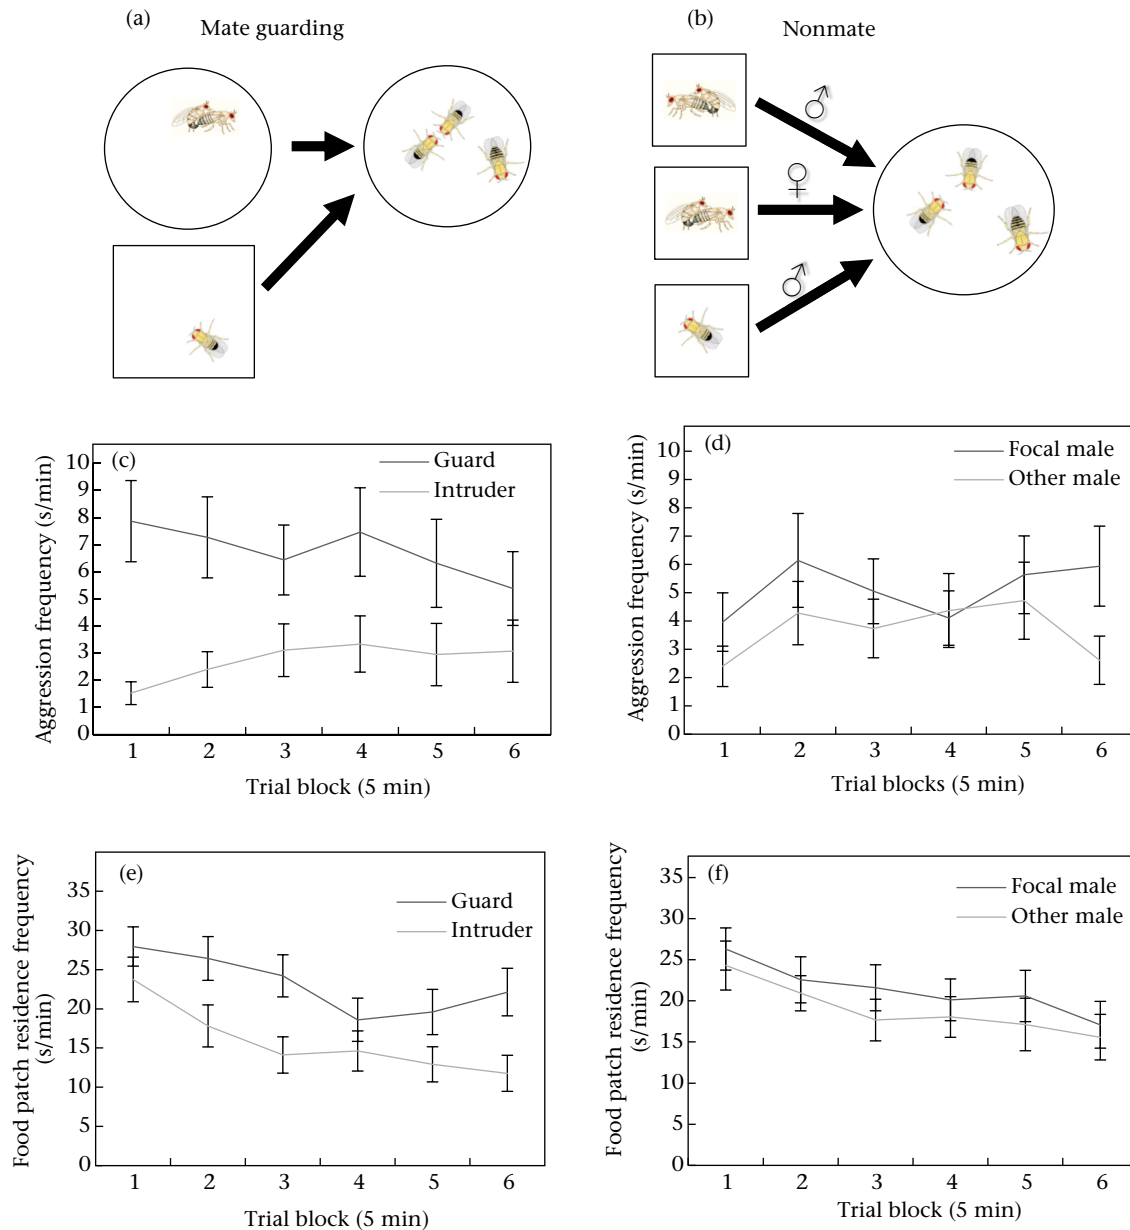 (a)
Mate guarding
(b)
Nonmate
♂
♀
♂
(c)
Guard
Intruder
10
9
8
7
6
5
4
3
2
1
0
Aggression frequency (s/min)
1 2 3 4 5 6
Trial block (5 min)
(d)
Focal male
Other male
10
9
8
7
6
5
4
3
2
1
0
Aggression frequency (s/min)
1 2 3 4 5 6
Trial blocks (5 min)
(e)
Guard
Intruder
35
30
25
20
15
10
5
0
Food patch residence frequency
(s/min)
1 2 3 4 5 6
Trial block (5 min)
(f)
Focal male
Other male
35
30
25
20
15
10
5
0
Food patch residence frequency
(s/min)
1 2 3 4 5 6
Trial block (5 min)